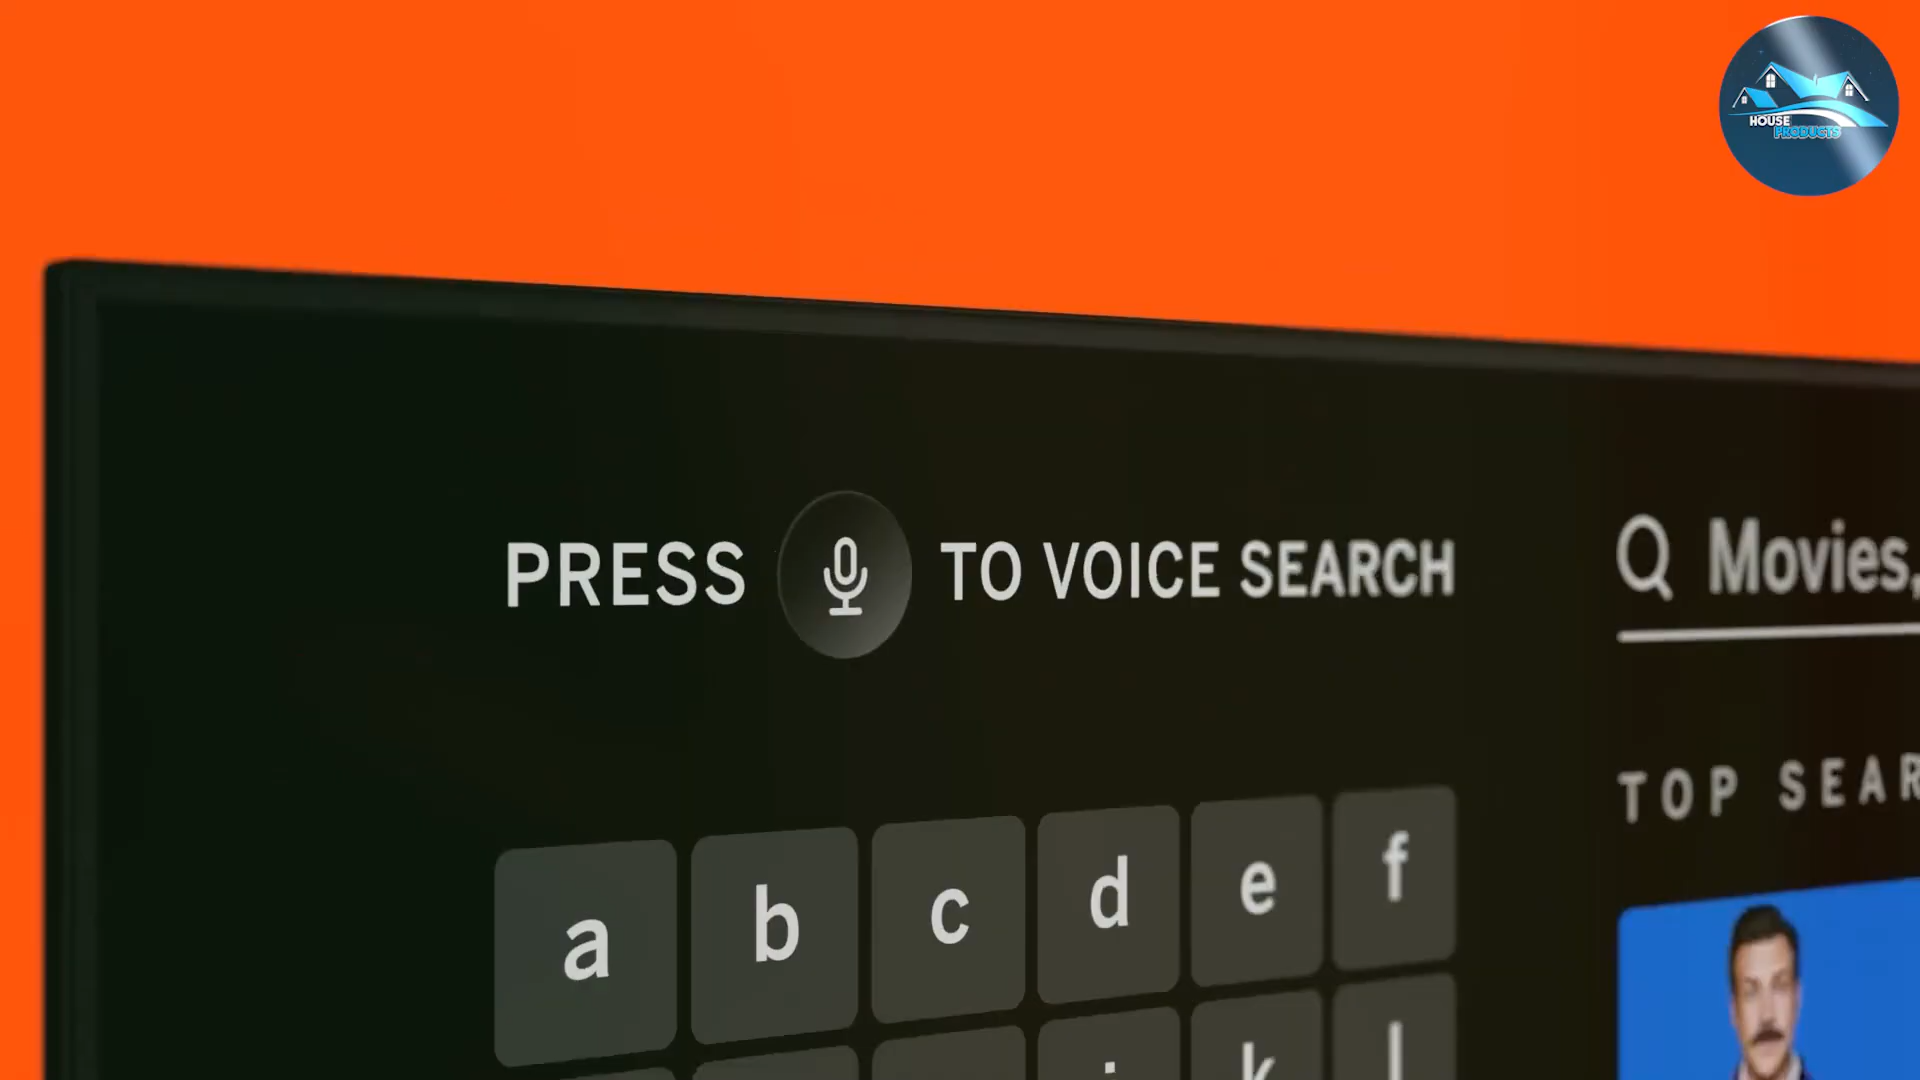 HOUSE
PRODUCTS
PRESS TO VOICE SEARCH
Movies,
TOP SEAR
a b c d e f
k l